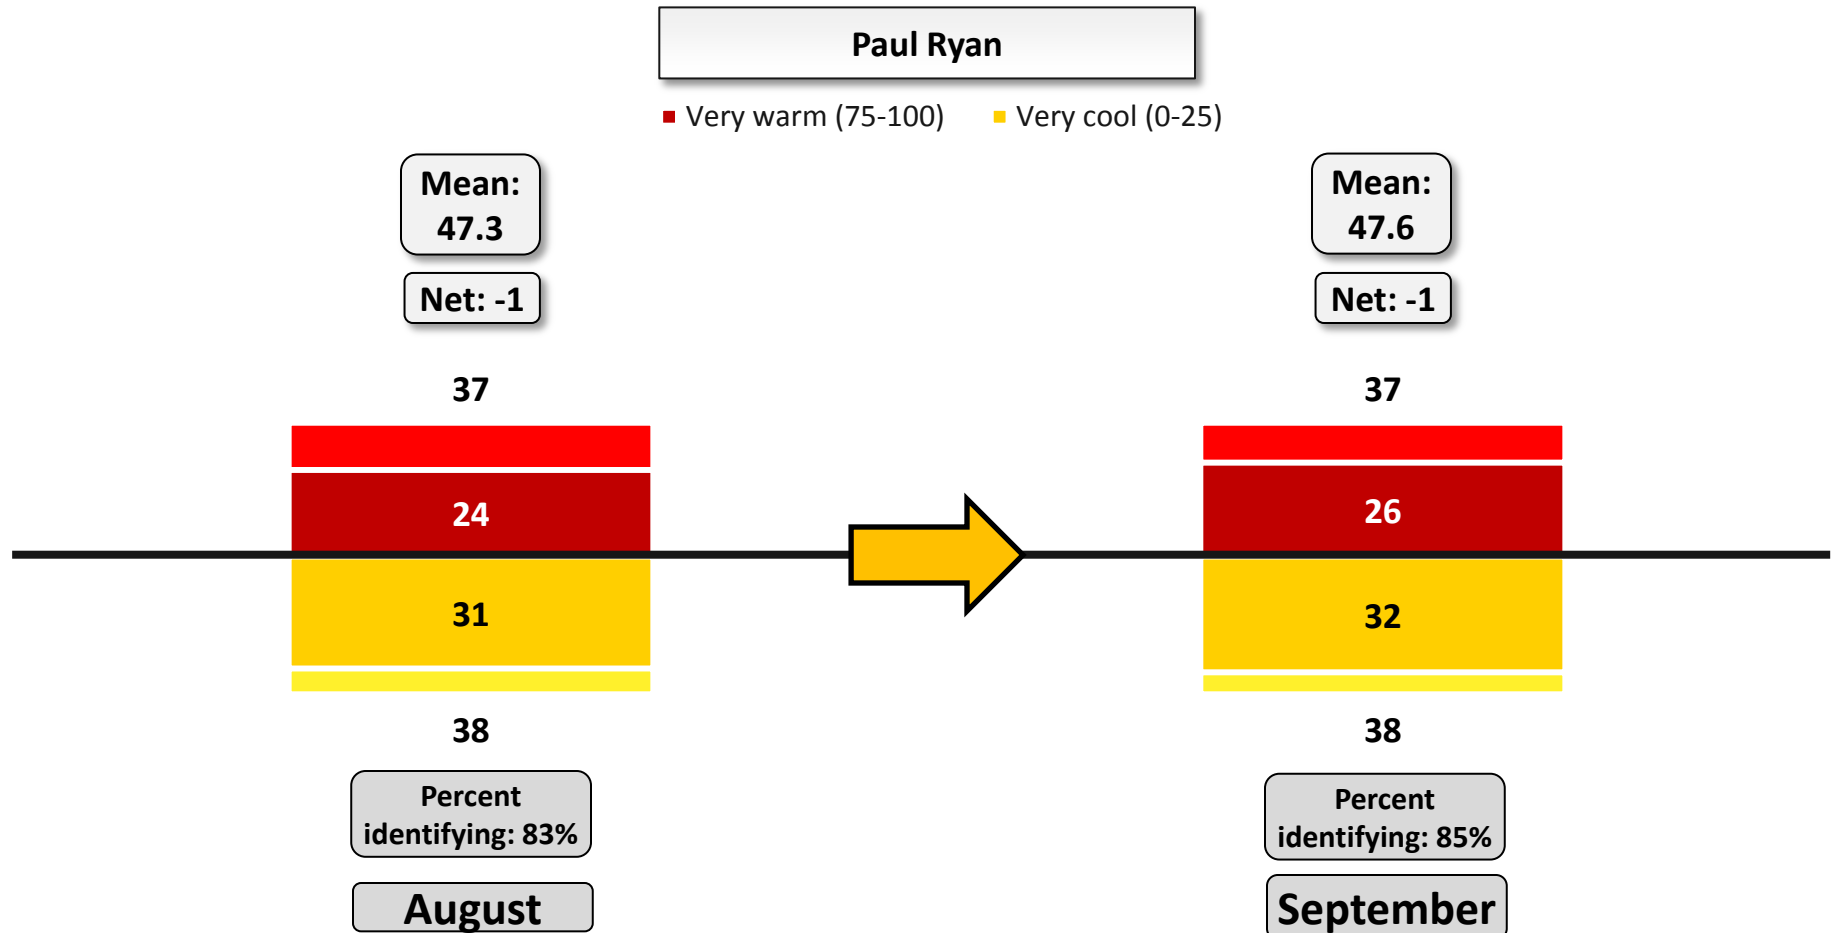 Paul Ryan
Very warm (75-100)
Very cool (0-25)
Mean:
47.3
Net: -1
37
24
31
38
Percent
identifying: 83%
August
Mean:
47.6
Net: -1
37
26
32
38
Percent
identifying: 85%
September